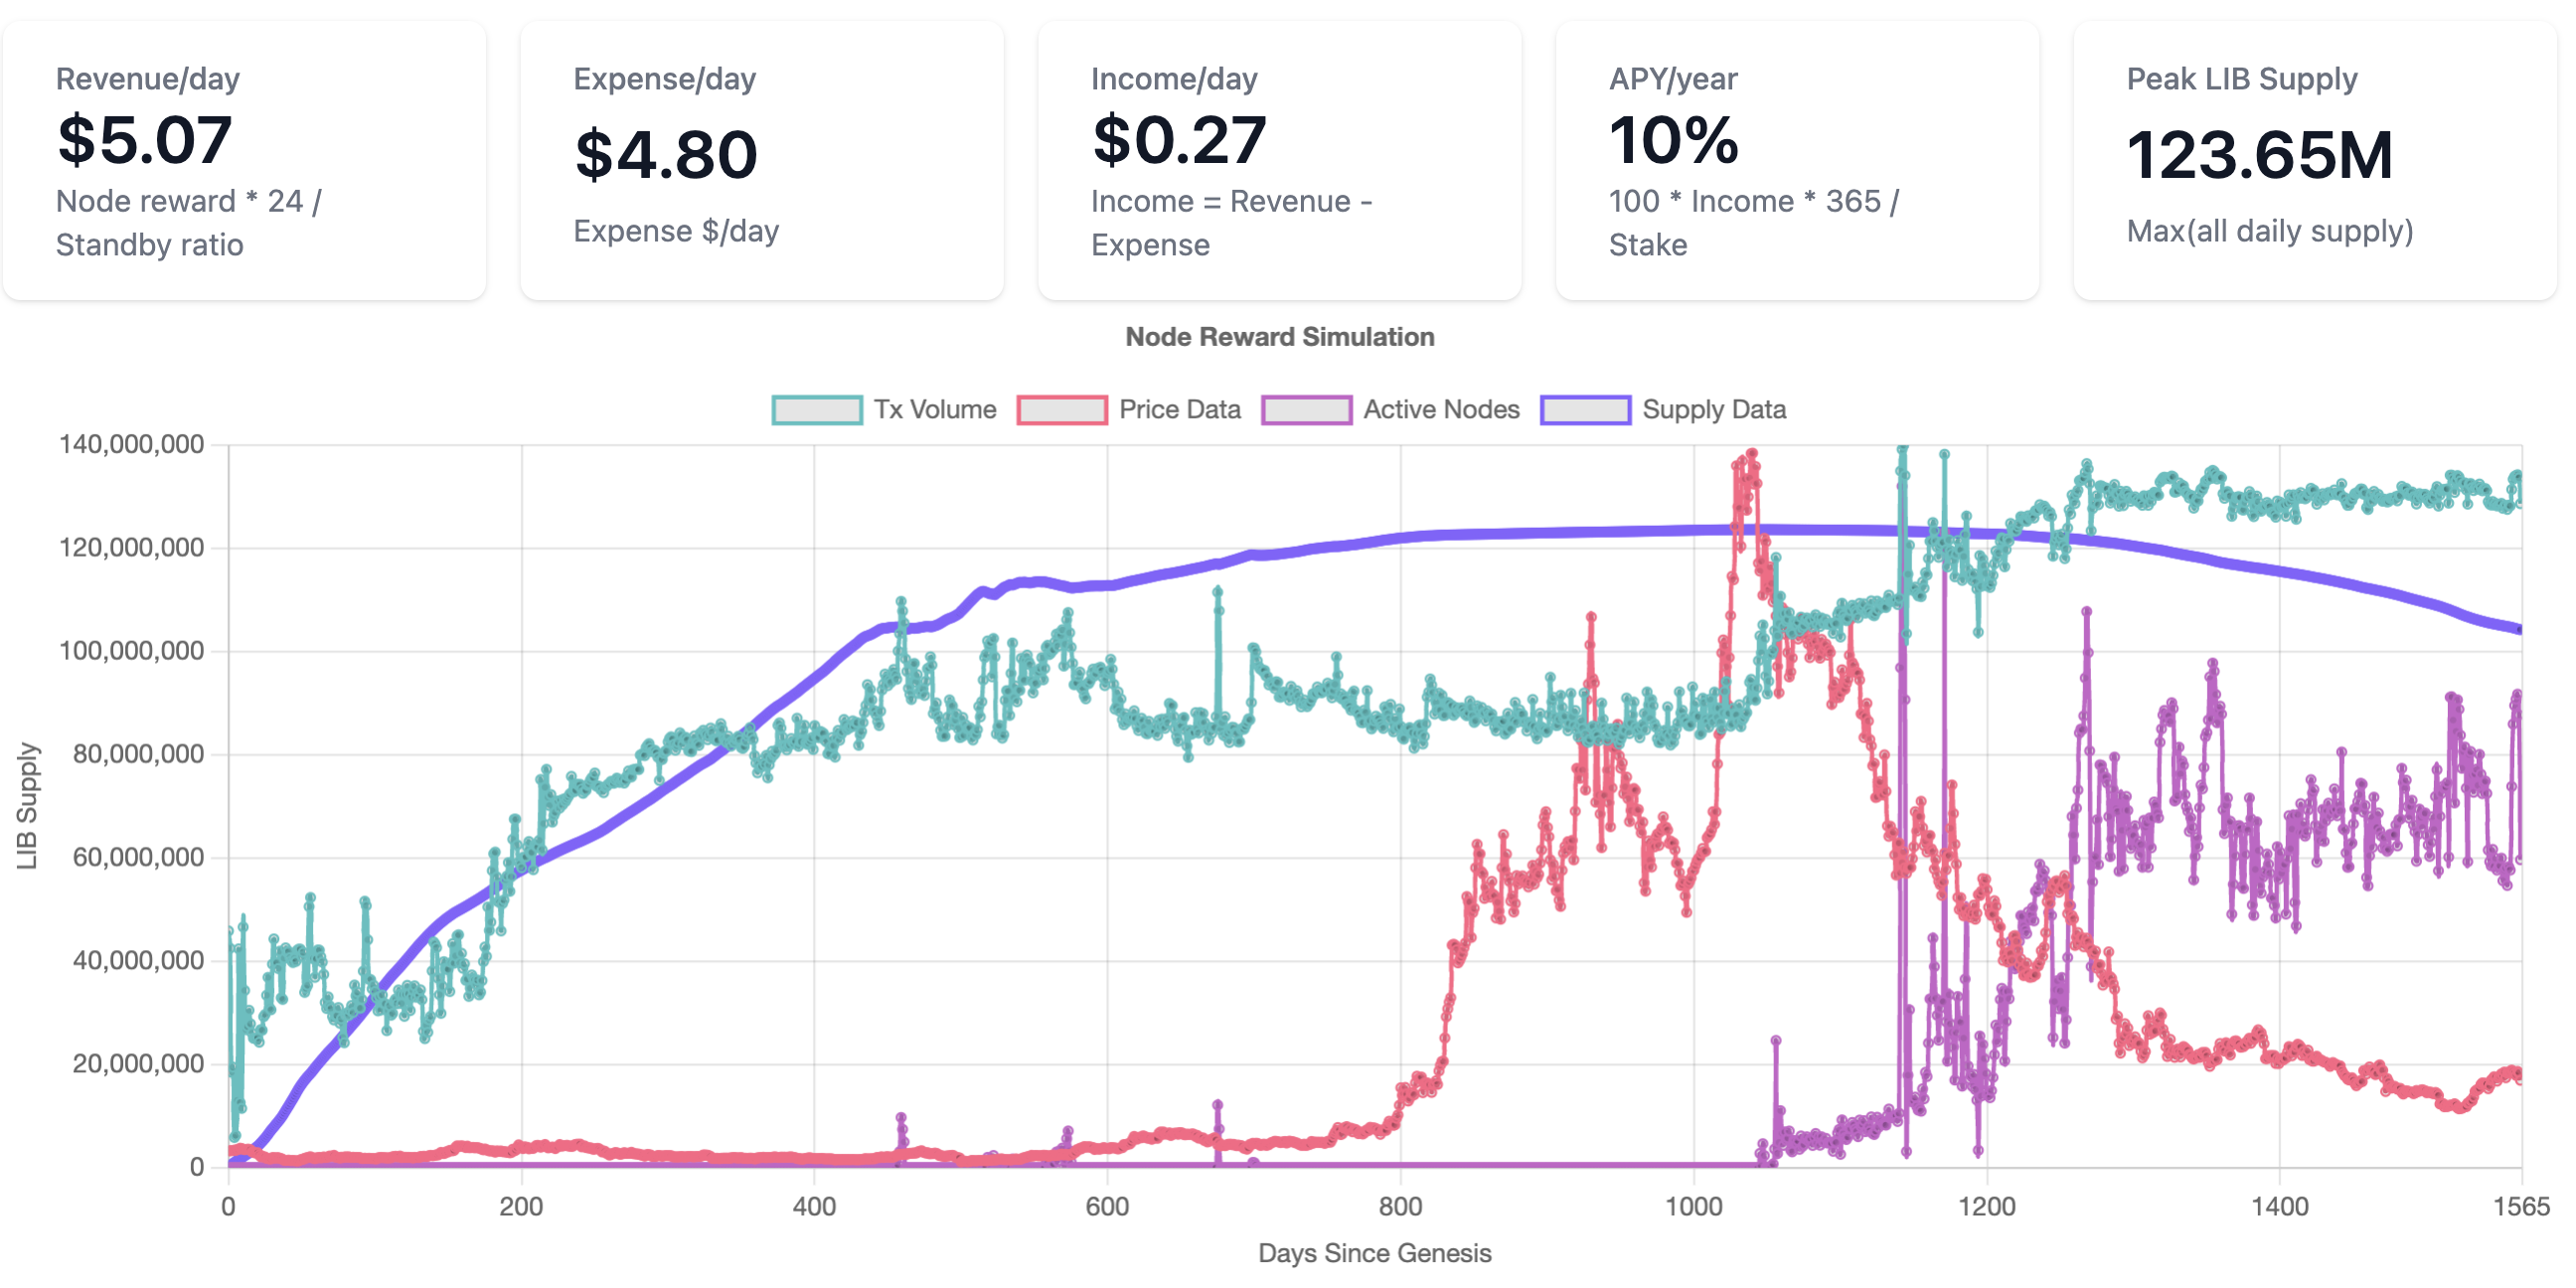 Revenue/day
$5.07
Node reward * 24 /
Standby ratio
Expense/day
$4.80
Expense $/day
Income/day
$0.27
Income = Revenue -
Expense
APY/year
10%
100 * Income * 365 /
Stake
Peak LIB Supply
123.65M
Max(all daily supply)
Node Reward Simulation
Tx Volume
Price Data
Active Nodes
Supply Data
LIB Supply
140,000,000
120,000,000
100,000,000
80,000,000
60,000,000
40,000,000
20,000,000
0
0
200
400
600
800
1000
1200
1400
1565
Days Since Genesis